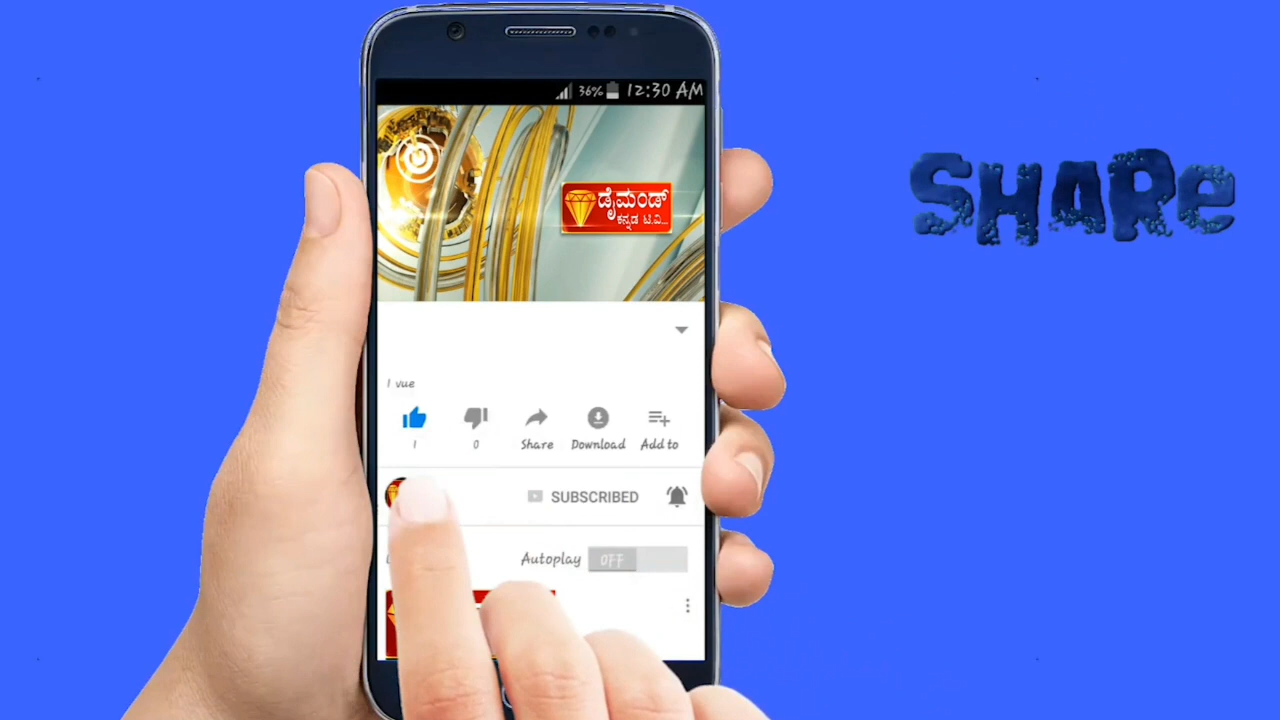 36% 12:30 AM
SHARe
ಡೈಮಂಡ್
ಕನ್ನಡ ಟಿ.ವಿ...
1 vue
1
0
Share
Download
Add to
SUBSCRIBED
Autoplay
OFF